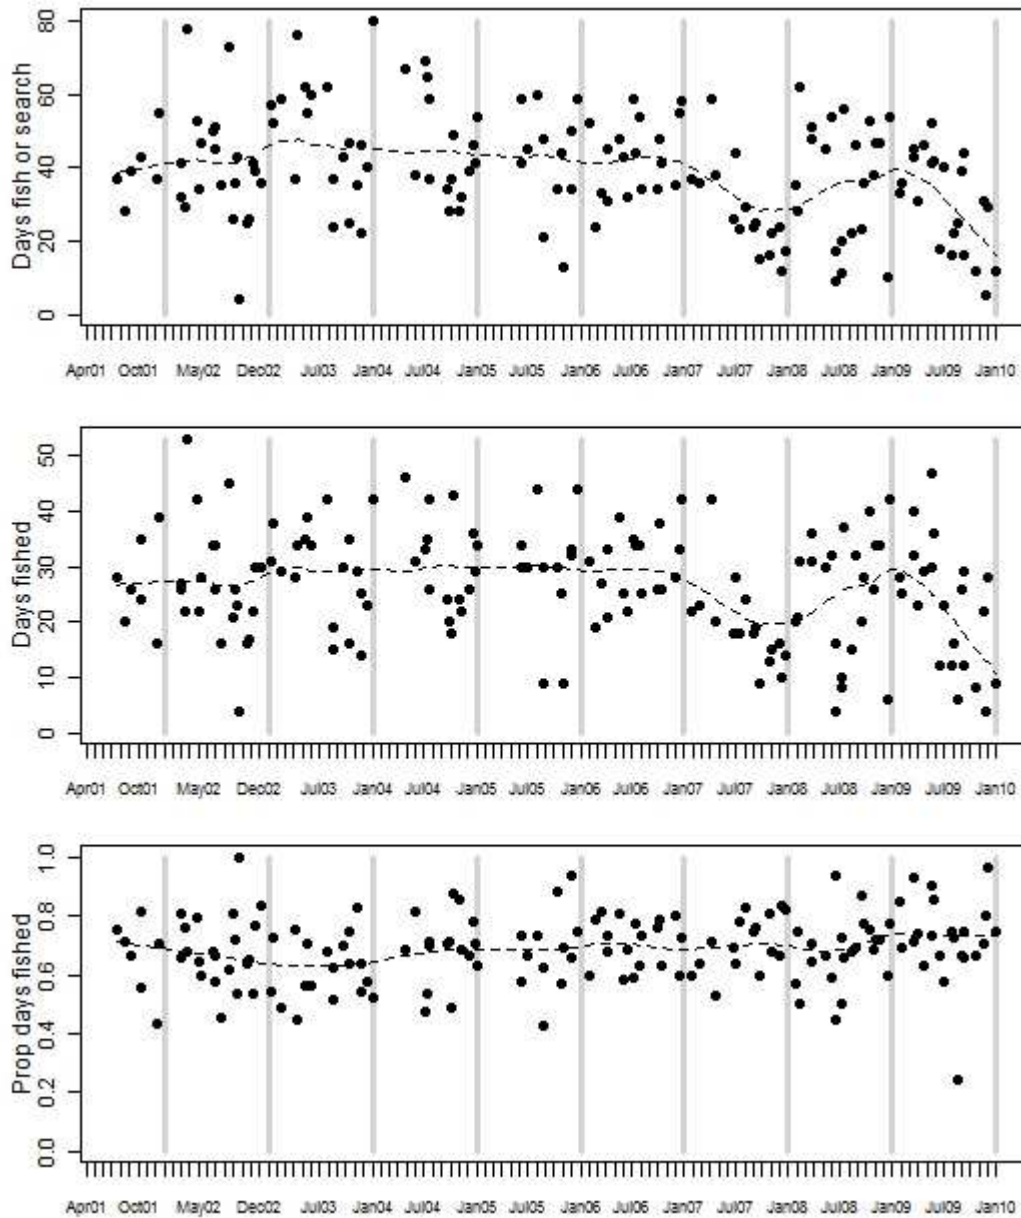 Days fish or search
80
60
40
20
0
Apr01 Oct01 May02 Dec02 Jul03 Jan04 Jul04 Jan05 Jul05 Jan06 Jul06 Jan07 Jul07 Jan08 Jul08 Jan09 Jul09 Jan10
Days fished
50
40
30
20
10
0
Apr01 Oct01 May02 Dec02 Jul03 Jan04 Jul04 Jan05 Jul05 Jan06 Jul06 Jan07 Jul07 Jan08 Jul08 Jan09 Jul09 Jan10
Prop days fished
1.0
0.8
0.6
0.4
0.2
0.0
Apr01 Oct01 May02 Dec02 Jul03 Jan04 Jul04 Jan05 Jul05 Jan06 Jul06 Jan07 Jul07 Jan08 Jul08 Jan09 Jul09 Jan10